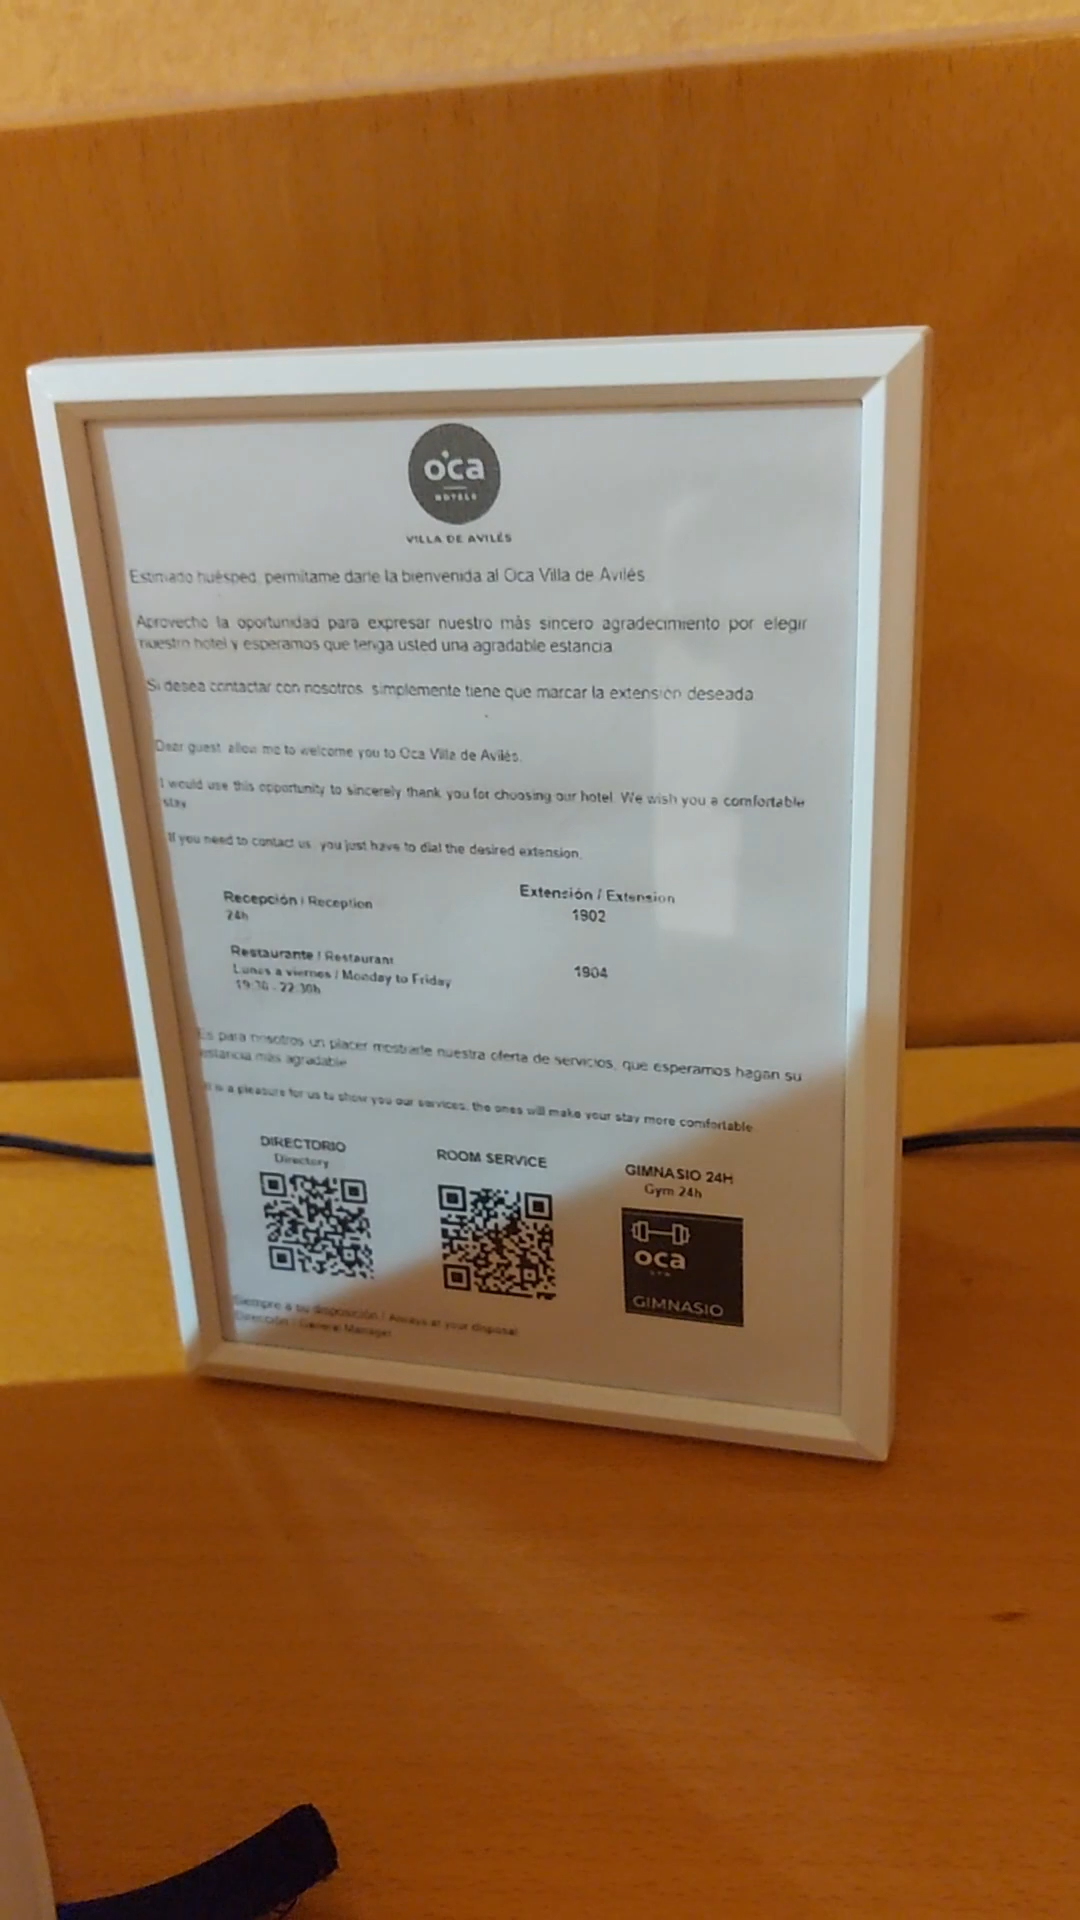 oca
HOTELS
VILLA DE AVILÉS
Estimado huésped, permítame darle la bienvenida al Oca Villa de Avilés.
Aprovecho la oportunidad para expresar nuestro más sincero agradecimiento por elegir
nuestro hotel y esperamos que tenga usted una agradable estancia.
Si desea contactar con nosotros, simplemente tiene que marcar la extensión deseada
Dear guest, allow me to welcome you to Oca Villa de Avilés.
I would use this opportunity to sincerely thank you for choosing our hotel. We wish you a comfortable
stay
If you need to contact us, you just have to dial the desired extension.
Recepción / Reception Extensión / Extension
24h 1902
Restaurante / Restaurant
Lunes a viernes / Monday to Friday 1904
19:30 - 22:30h
Es para nosotros un placer mostrarle nuestra oferta de servicios, que esperamos hagan su
estancia más agradable
It is a pleasure for us to show you our services, the ones will make your stay more comfortable
DIRECTORIO ROOM SERVICE GIMNASIO 24H
Directory Gym 24h
oca
GYM
GIMNASIO
Siempre a su disposición / Always at your disposal
Dirección / General Manager